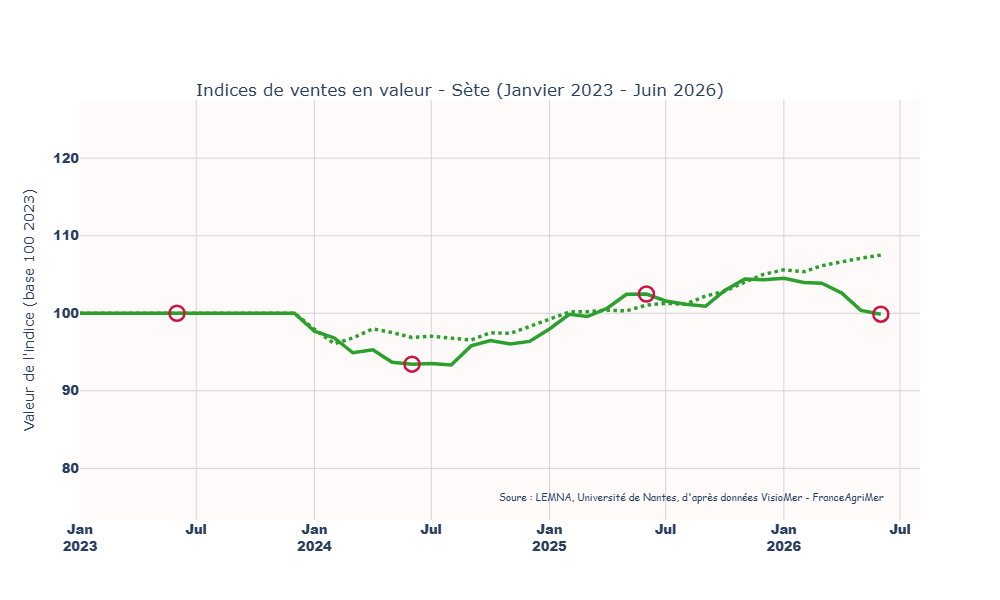 Indices de ventes en valeur - Sète (Janvier 2023 - Juin 2026)
Valeur de l'Indice (base 100 2023)
120
110
100
90
80
Soure : LEMNA, Université de Nantes, d'après données VisioMer - FranceAgriMer
Jan Jul Jan Jul Jan Jul Jan Jul
2023 2024 2025 2026